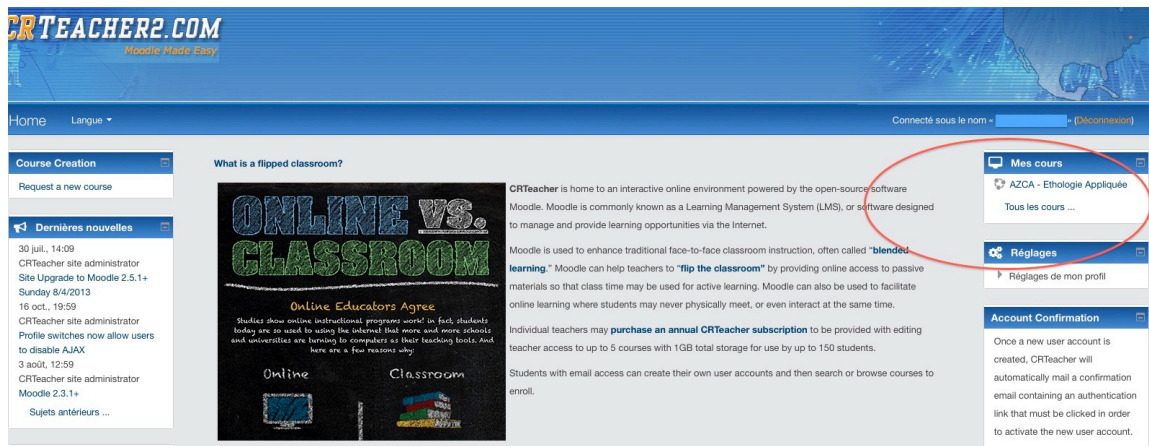 CRTEACHER2.COM
Moodle Made Easy
Home
Langue
Connecté sous le nom «
» (Déconnexion)
Course Creation
Request a new course
Dernières nouvelles
30 juil., 14:09
CRTeacher site administrator
Site Upgrade to Moodle 2.5.1+
Sunday 8/4/2013
16 oct., 19:59
CRTeacher site administrator
Profile switches now allow users
to disable AJAX
3 août, 12:59
CRTeacher site administrator
Moodle 2.3.1+
Sujets antérieurs ...
What is a flipped classroom?
ONLINE VS.
CLASSROOM
Online Educators Agree
Studies show online instructional programs work! in fact, students
today are so used to using the internet that more and more schools
and universities are turning to computers as their teaching tools. And
here are a few reasons why:
Online
Classroom
CRTeacher is home to an interactive online environment powered by the open-source software
Moodle. Moodle is commonly known as a Learning Management System (LMS), or software designed
to manage and provide learning opportunities via the Internet.
Moodle is used to enhance traditional face-to-face classroom instruction, often called "blended
learning." Moodle can help teachers to "flip the classroom" by providing online access to passive
materials so that class time may be used for active learning. Moodle can also be used to facilitate
online learning where students may never physically meet, or even interact at the same time.
Individual teachers may purchase an annual CRTeacher subscription to be provided with editing
teacher access to up to 5 courses with 1GB total storage for use by up to 150 students.
Students with email access can create their own user accounts and then search or browse courses to
enroll.
Mes cours
AZCA - Ethologie Appliquée
Tous les cours ...
Réglages
Réglages de mon profil
Account Confirmation
Once a new user account is
created, CRTeacher will
automatically mail a confirmation
email containing an authentication
link that must be clicked in order
to activate the new user account.